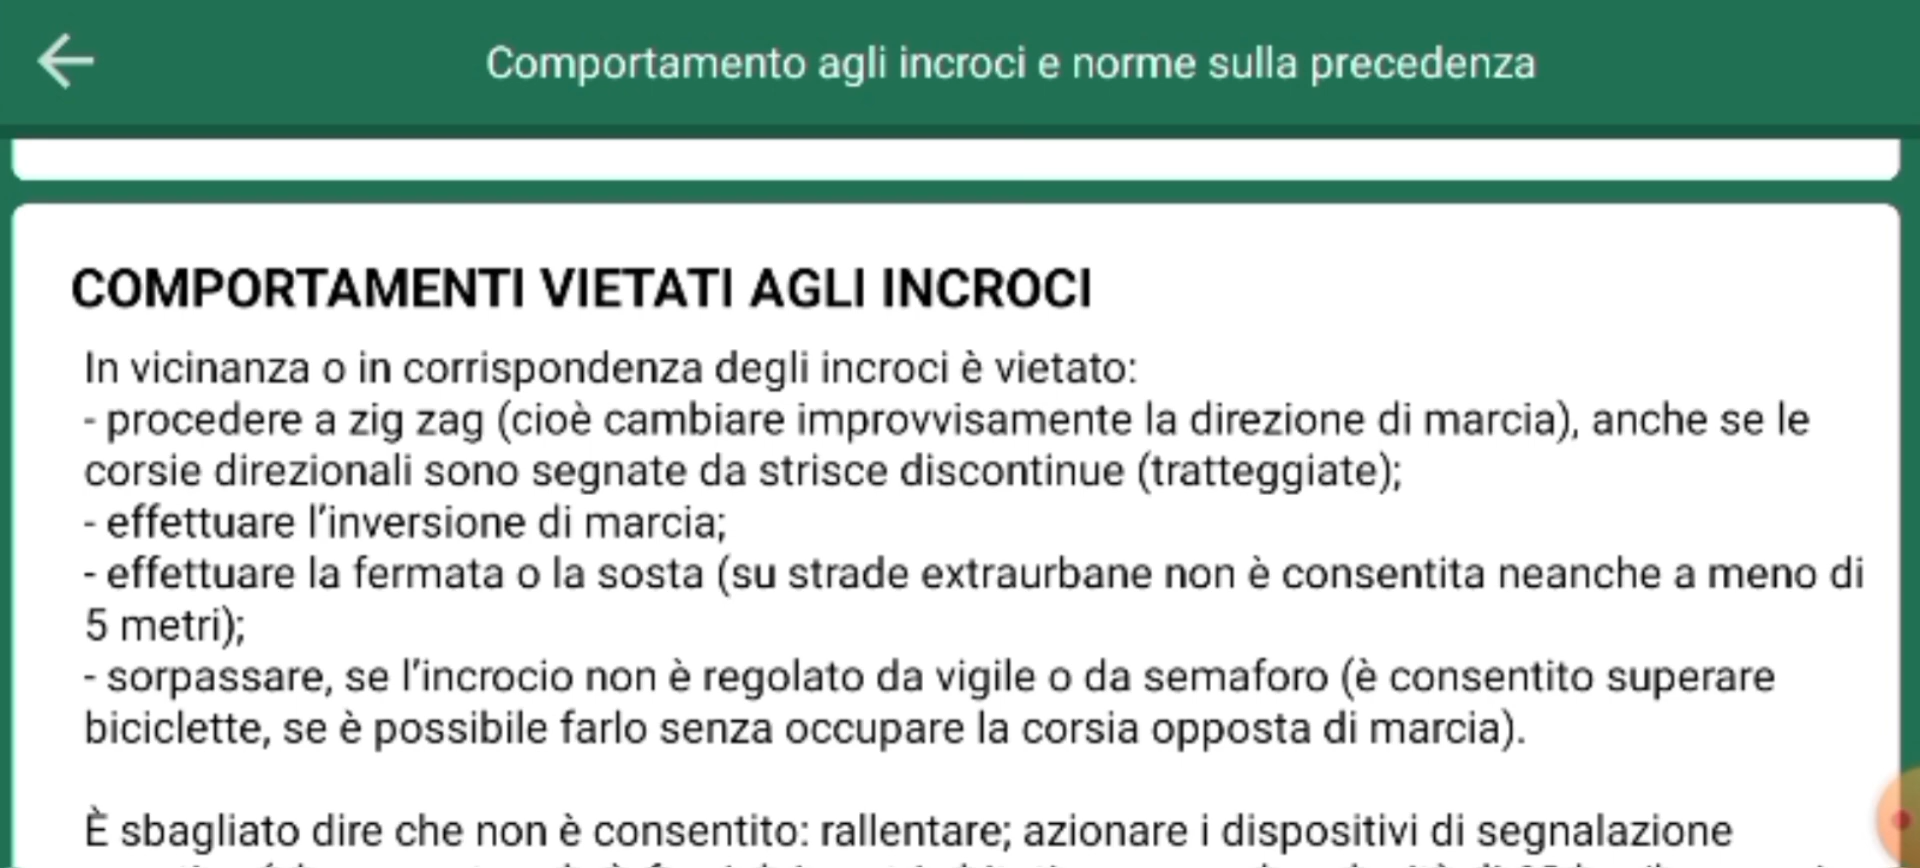 Comportamento agli incroci e norme sulla precedenza
COMPORTAMENTI VIETATI AGLI INCROCI
In vicinanza o in corrispondenza degli incroci è vietato:
- procedere a zig zag (cioè cambiare improvvisamente la direzione di marcia), anche se le
corsie direzionali sono segnate da strisce discontinue (tratteggiate);
- effettuare l'inversione di marcia;
- effettuare la fermata o la sosta (su strade extraurbane non è consentita neanche a meno di
5 metri);
- sorpassare, se l'incrocio non è regolato da vigile o da semaforo (è consentito superare
biciclette, se è possibile farlo senza occupare la corsia opposta di marcia).
È sbagliato dire che non è consentito: rallentare; azionare i dispositivi di segnalazione